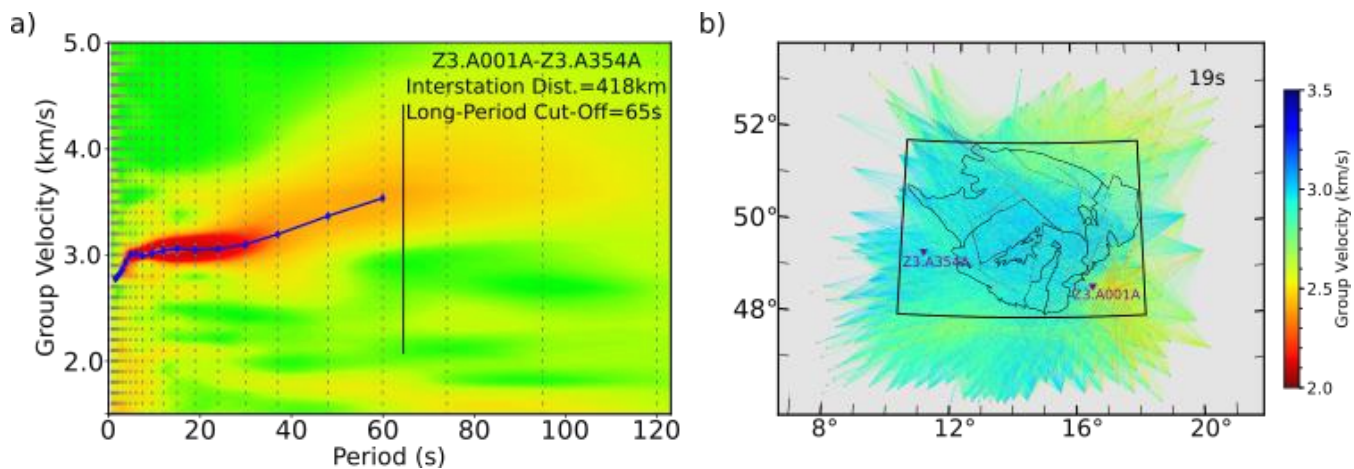 a)
5.0
4.0
3.0
2.0
Group Velocity (km/s)
Z3.A001A-Z3.A354A
Interstation Dist.=418km
Long-Period Cut-Off=65s
0
20
40
60
80
100
120
Period (s)
b)
19s
52°
50°
48°
Z3.A354A
Z3.A001A
8°
12°
16°
20°
3.5
3.0
2.5
2.0
Group Velocity (km/s)